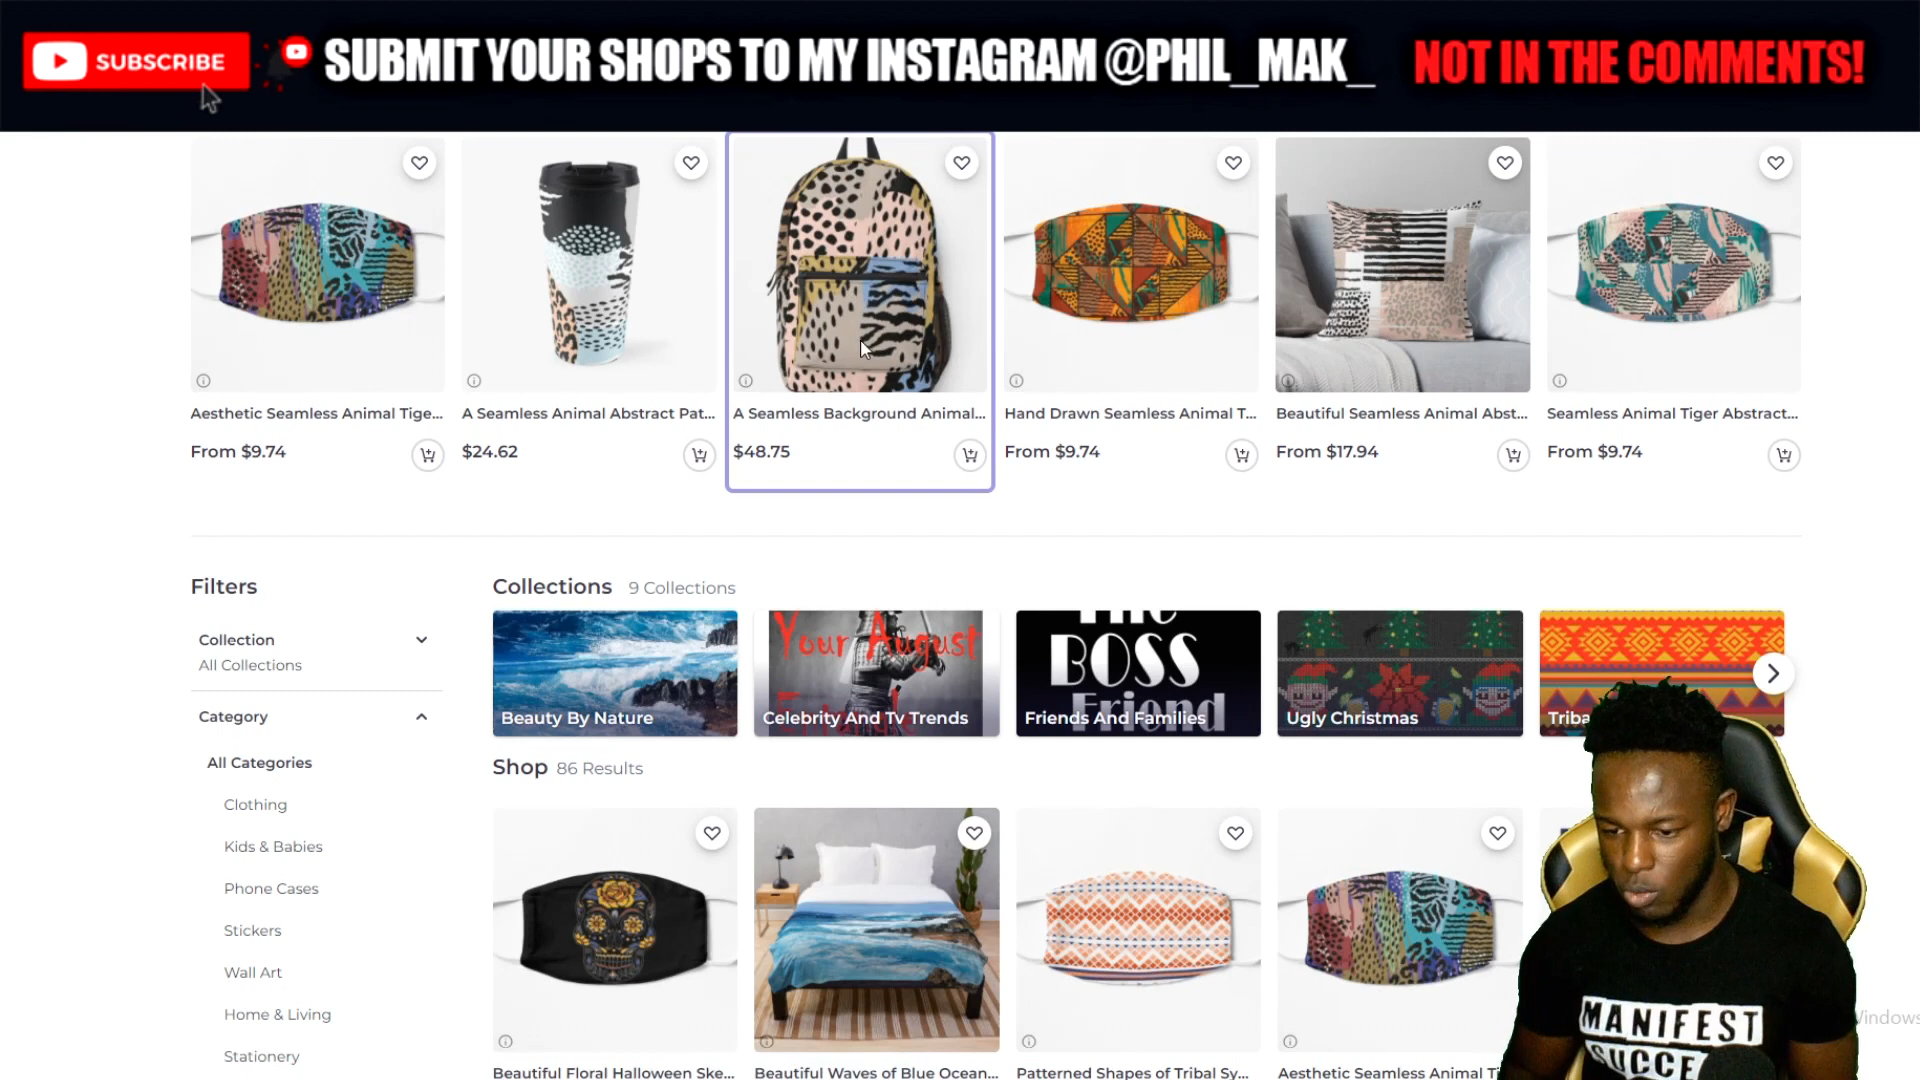 SUBSCRIBE
SUBMIT YOUR SHOPS TO MY INSTAGRAM @PHIL_MAK_ NOT IN THE COMMENTS!
Aesthetic Seamless Animal Tige...
From $9.74
A Seamless Animal Abstract Pat...
$24.62
A Seamless Background Animal...
$48.75
Hand Drawn Seamless Animal T...
From $9.74
Beautiful Seamless Animal Abst...
From $17.94
Seamless Animal Tiger Abstract...
From $9.74
Filters
Collection
All Collections
Category
All Categories
Clothing
Kids & Babies
Phone Cases
Stickers
Wall Art
Home & Living
Stationery
Collections 9 Collections
Your August
Beauty By Nature
Celebrity And Tv Trends
BOSS
Friend
Friends And Families
Ugly Christmas
Shop 86 Results
Beautiful Floral Halloween Ske...
Beautiful Waves of Blue Ocean...
Patterned Shapes of Tribal Sy...
Aesthetic Seamless Animal
MANIFEST